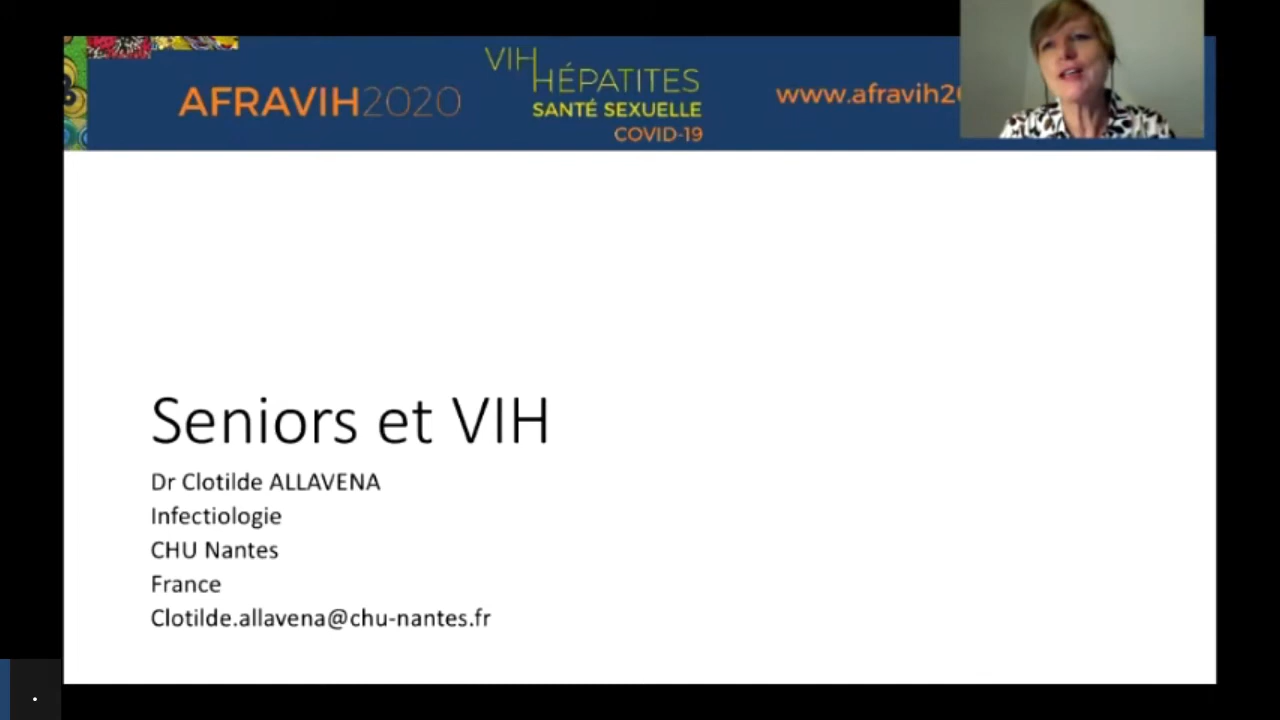 AFRAVIH2020
VIH
HÉPATITES
SANTÉ SEXUELLE
COVID-19
www.afravih2
Seniors et VIH
Dr Clotilde ALLAVENA
Infectiologie
CHU Nantes
France
Clotilde.allavena@chu-nantes.fr